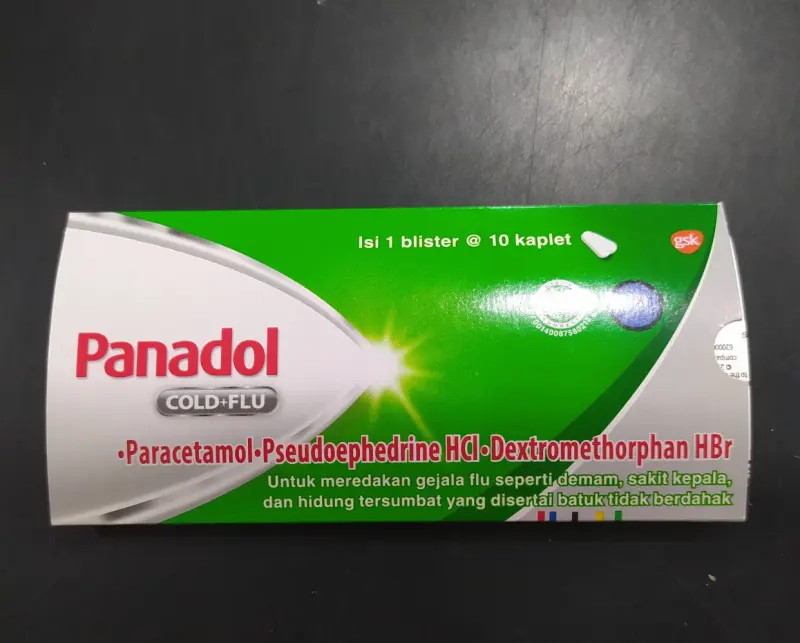 Isi 1 blister @ 10 kaplet
gsk
Panadol
COLD+FLU
•Paracetamol•Pseudoephedrine HCl•Dextromethorphan HBr
Untuk meredakan gejala flu seperti demam, sakit kepala,
dan hidung tersumbat yang disertai batuk tidak berdahak